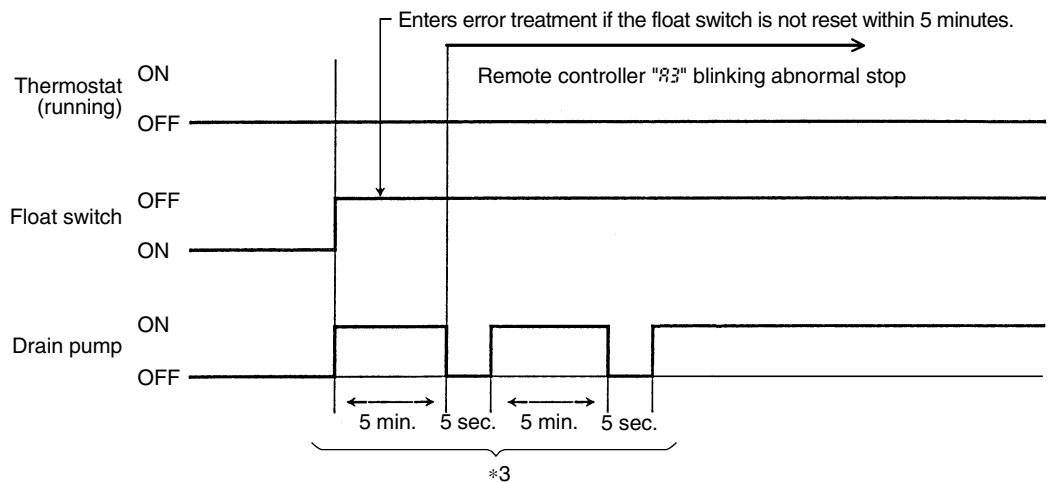 Enters error treatment if the float switch is not reset within 5 minutes.
Remote controller "A3" blinking abnormal stop
Thermostat
(running)
ON
OFF
Float switch
OFF
ON
Drain pump
ON
OFF
5 min.
5 sec.
5 min.
5 sec.
*3